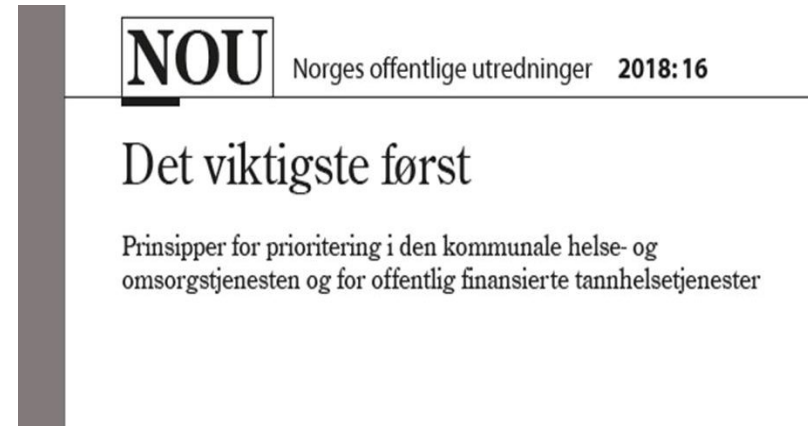 NOU Norges offentlige utredninger 2018: 16
Det viktigste først
Prinsipper for prioritering i den kommunale helse- og
omsorgstjenesten og for offentlig finansierte tannhelsetjenester